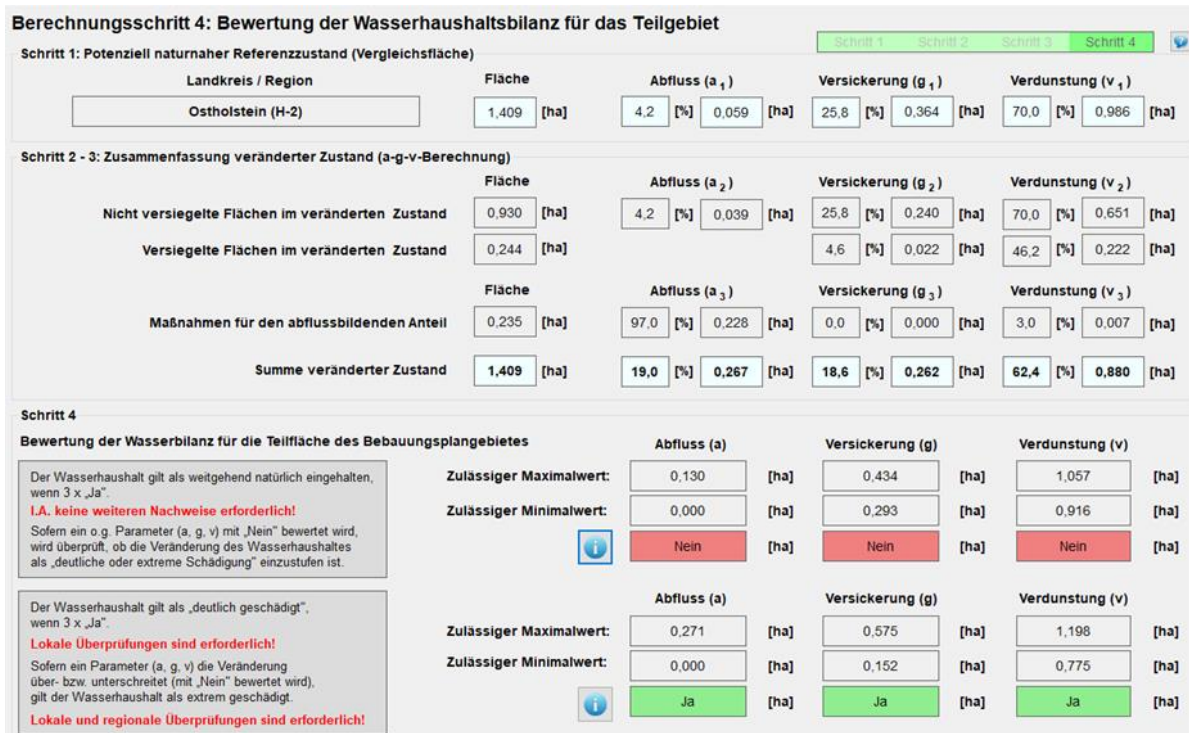 Berechnungsschritt 4: Bewertung der Wasserhaushaltsbilanz für das Teilgebiet
Schritt 1 Schritt 2 Schritt 3 Schritt 4
Schritt 1: Potenziell naturnaher Referenzzustand (Vergleichsfläche)
Landkreis / Region Fläche Abfluss (a 1) Versickerung (g 1) Verdunstung (v 1)
Ostholstein (H-2) 1,409 [ha] 4,2 [%] 0,059 [ha] 25,8 [%] 0,364 [ha] 70,0 [%] 0,986 [ha]
Schritt 2 - 3: Zusammenfassung veränderter Zustand (a-g-v-Berechnung)
Fläche Abfluss (a 2) Versickerung (g 2) Verdunstung (v 2)
Nicht versiegelte Flächen im veränderten Zustand 0,930 [ha] 4,2 [%] 0,039 [ha] 25,8 [%] 0,240 [ha] 70,0 [%] 0,651 [ha]
Versiegelte Flächen im veränderten Zustand 0,244 [ha] 4,6 [%] 0,022 [ha] 46,2 [%] 0,222 [ha]
Fläche Abfluss (a 3) Versickerung (g 3) Verdunstung (v 3)
Maßnahmen für den abflussbildenden Anteil 0,235 [ha] 97,0 [%] 0,228 [ha] 0,0 [%] 0,000 [ha] 3,0 [%] 0,007 [ha]
Summe veränderter Zustand 1,409 [ha] 19,0 [%] 0,267 [ha] 18,6 [%] 0,262 [ha] 62,4 [%] 0,880 [ha]
Schritt 4
Bewertung der Wasserbilanz für die Teilfläche des Bebauungsplangebietes Abfluss (a) Versickerung (g) Verdunstung (v)
Der Wasserhaushalt gilt als weitgehend natürlich eingehalten,
wenn 3 x „Ja".
I.A. keine weiteren Nachweise erforderlich!
Sofern ein o.g. Parameter (a, g, v) mit „Nein" bewertet wird,
wird überprüft, ob die Veränderung des Wasserhaushaltes
als „deutliche oder extreme Schädigung" einzustufen ist.
Zulässiger Maximalwert: 0,130 [ha] 0,434 [ha] 1,057 [ha]
Zulässiger Minimalwert: 0,000 [ha] 0,293 [ha] 0,916 [ha]
i Nein [ha] Nein [ha] Nein [ha]
Abfluss (a) Versickerung (g) Verdunstung (v)
Der Wasserhaushalt gilt als „deutlich geschädigt",
wenn 3 x „Ja".
Lokale Überprüfungen sind erforderlich!
Sofern ein Parameter (a, g, v) die Veränderung
über- bzw. unterschreitet (mit „Nein" bewertet wird),
gilt der Wasserhaushalt als extrem geschädigt.
Lokale und regionale Überprüfungen sind erforderlich!
Zulässiger Maximalwert: 0,271 [ha] 0,575 [ha] 1,198 [ha]
Zulässiger Minimalwert: 0,000 [ha] 0,152 [ha] 0,775 [ha]
i Ja [ha] Ja [ha] Ja [ha]